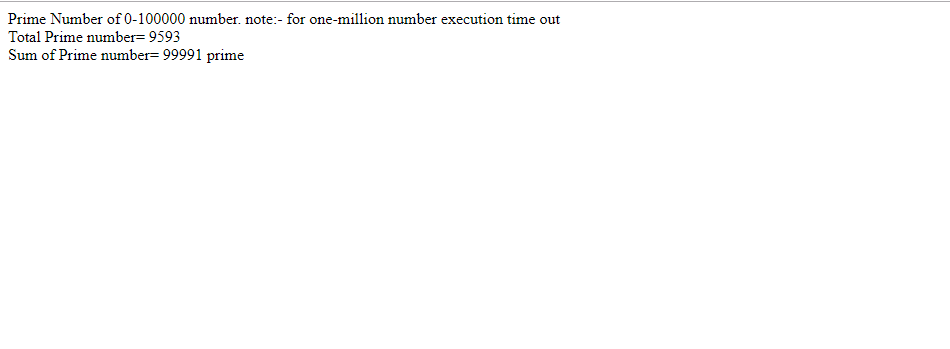 Prime Number of 0-100000 number. note:- for one-million number execution time out
Total Prime number= 9593
Sum of Prime number= 99991 prime